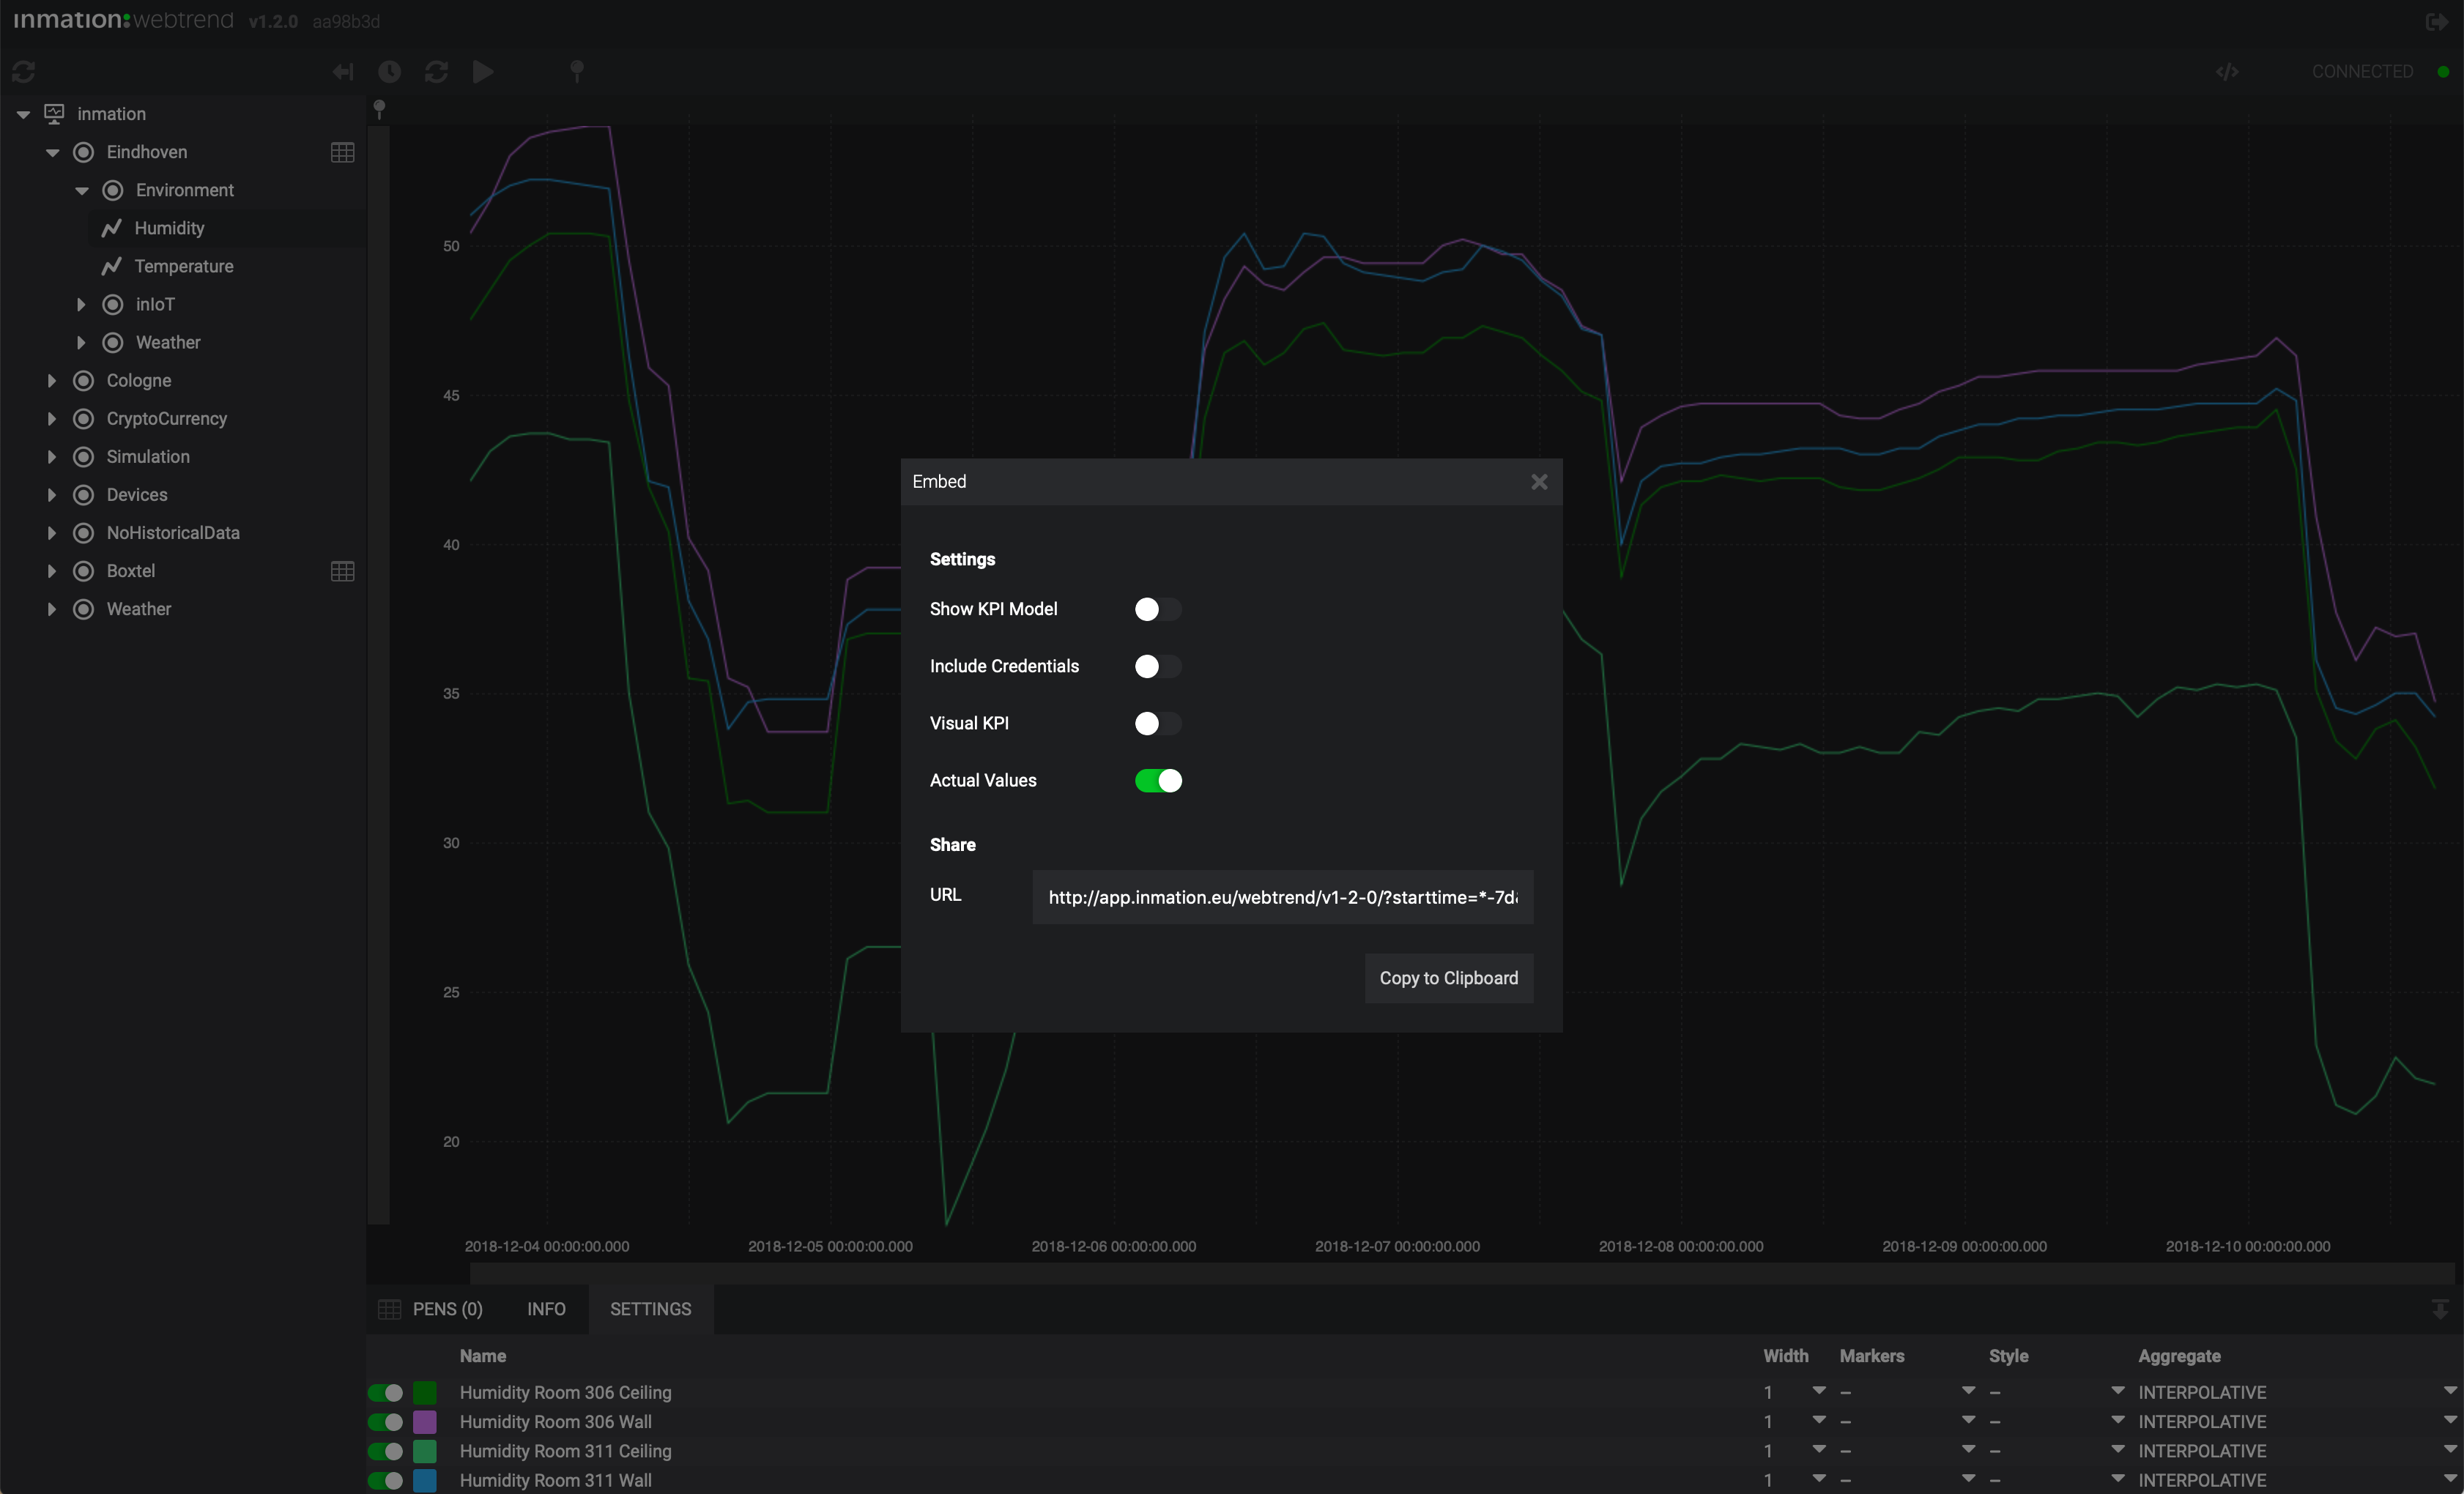 inmation:webtrend v1.2.0 aa98b3d
CONNECTED
inmation
Eindhoven
Environment
Humidity
Temperature
inIoT
Weather
Cologne
CryptoCurrency
Simulation
Devices
NoHistoricalData
Boxtel
Weather
50
45
40
35
30
25
20
2018-12-04 00:00:00.000 2018-12-05 00:00:00.000 2018-12-06 00:00:00.000 2018-12-07 00:00:00.000 2018-12-08 00:00:00.000 2018-12-09 00:00:00.000 2018-12-10 00:00:00.000
Embed
Settings
Show KPI Model
Include Credentials
Visual KPI
Actual Values
Share
URL http://app.inmation.eu/webtrend/v1-2-0/?starttime=*-7d
Copy to Clipboard
PENS (0) INFO SETTINGS
Name Width Markers Style Aggregate
Humidity Room 306 Ceiling 1 – – INTERPOLATIVE
Humidity Room 306 Wall 1 – – INTERPOLATIVE
Humidity Room 311 Ceiling 1 – – INTERPOLATIVE
Humidity Room 311 Wall 1 – – INTERPOLATIVE